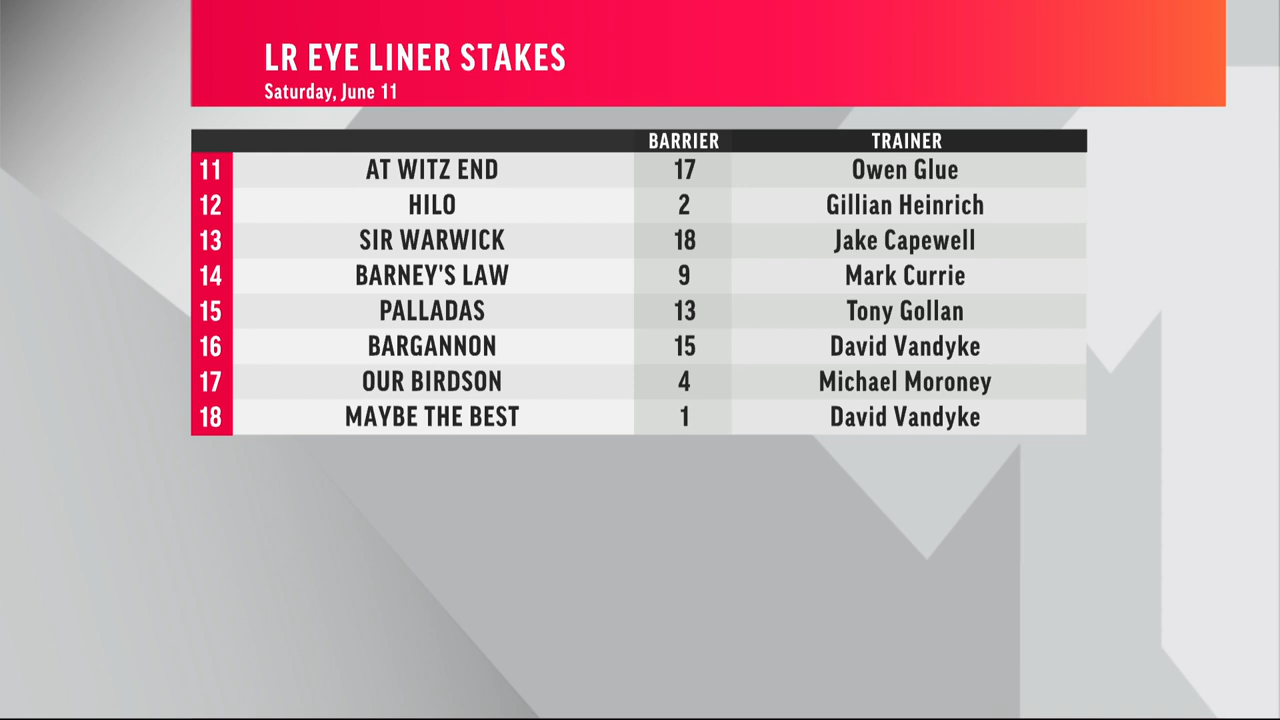 LR EYE LINER STAKES
Saturday, June 11
BARRIER TRAINER
11 AT WITZ END 17 Owen Glue
12 HILO 2 Gillian Heinrich
13 SIR WARWICK 18 Jake Capewell
14 BARNEY'S LAW 9 Mark Currie
15 PALLADAS 13 Tony Gollan
16 BARGANNON 15 David Vandyke
17 OUR BIRDSON 4 Michael Moroney
18 MAYBE THE BEST 1 David Vandyke